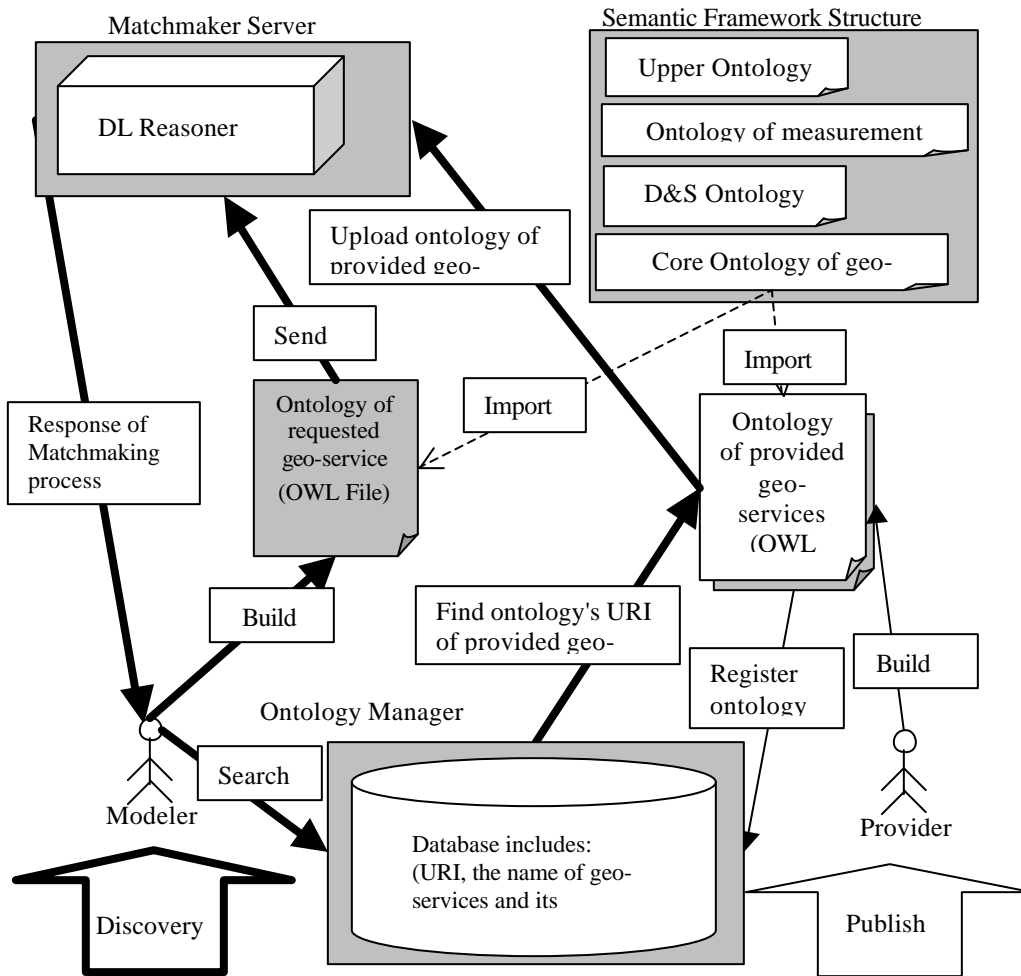 Matchmaker Server
Semantic Framework Structure
DL Reasoner
Upper Ontology
Ontology of measurement
D&S Ontology
Core Ontology of geo-
Upload ontology of
provided geo-
Send
Import
Import
Response of
Matchmaking
process
Ontology of
requested
geo-service
(OWL File)
Ontology
of provided
geo-
services
(OWL
Build
Find ontology's URI
of provided geo-
Register
ontology
Build
Ontology Manager
Search
Modeler
Provider
Database includes:
(URI, the name of geo-
services and its
Discovery
Publish